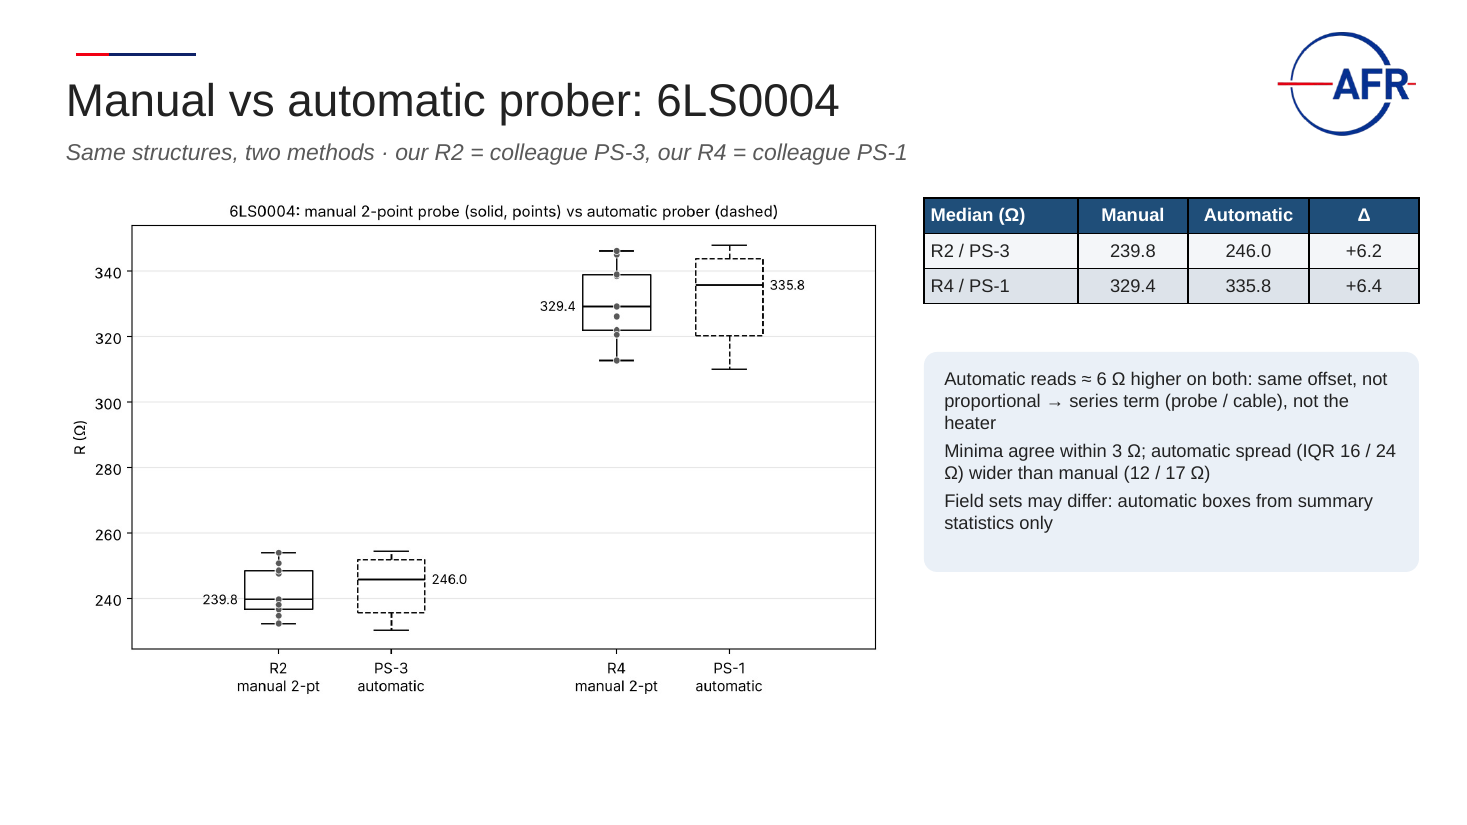 AFR
Manual vs automatic prober: 6LS0004
Same structures, two methods · our R2 = colleague PS-3, our R4 = colleague PS-1
6LS0004: manual 2-point probe (solid, points) vs automatic prober (dashed)
R (Ω)
340
320
300
280
260
240
239.8
246.0
329.4
335.8
R2
manual 2-pt
PS-3
automatic
R4
manual 2-pt
PS-1
automatic
Median (Ω) Manual Automatic Δ
R2 / PS-3 239.8 246.0 +6.2
R4 / PS-1 329.4 335.8 +6.4
Automatic reads ≈ 6 Ω higher on both: same offset, not
proportional → series term (probe / cable), not the
heater
Minima agree within 3 Ω; automatic spread (IQR 16 / 24
Ω) wider than manual (12 / 17 Ω)
Field sets may differ: automatic boxes from summary
statistics only